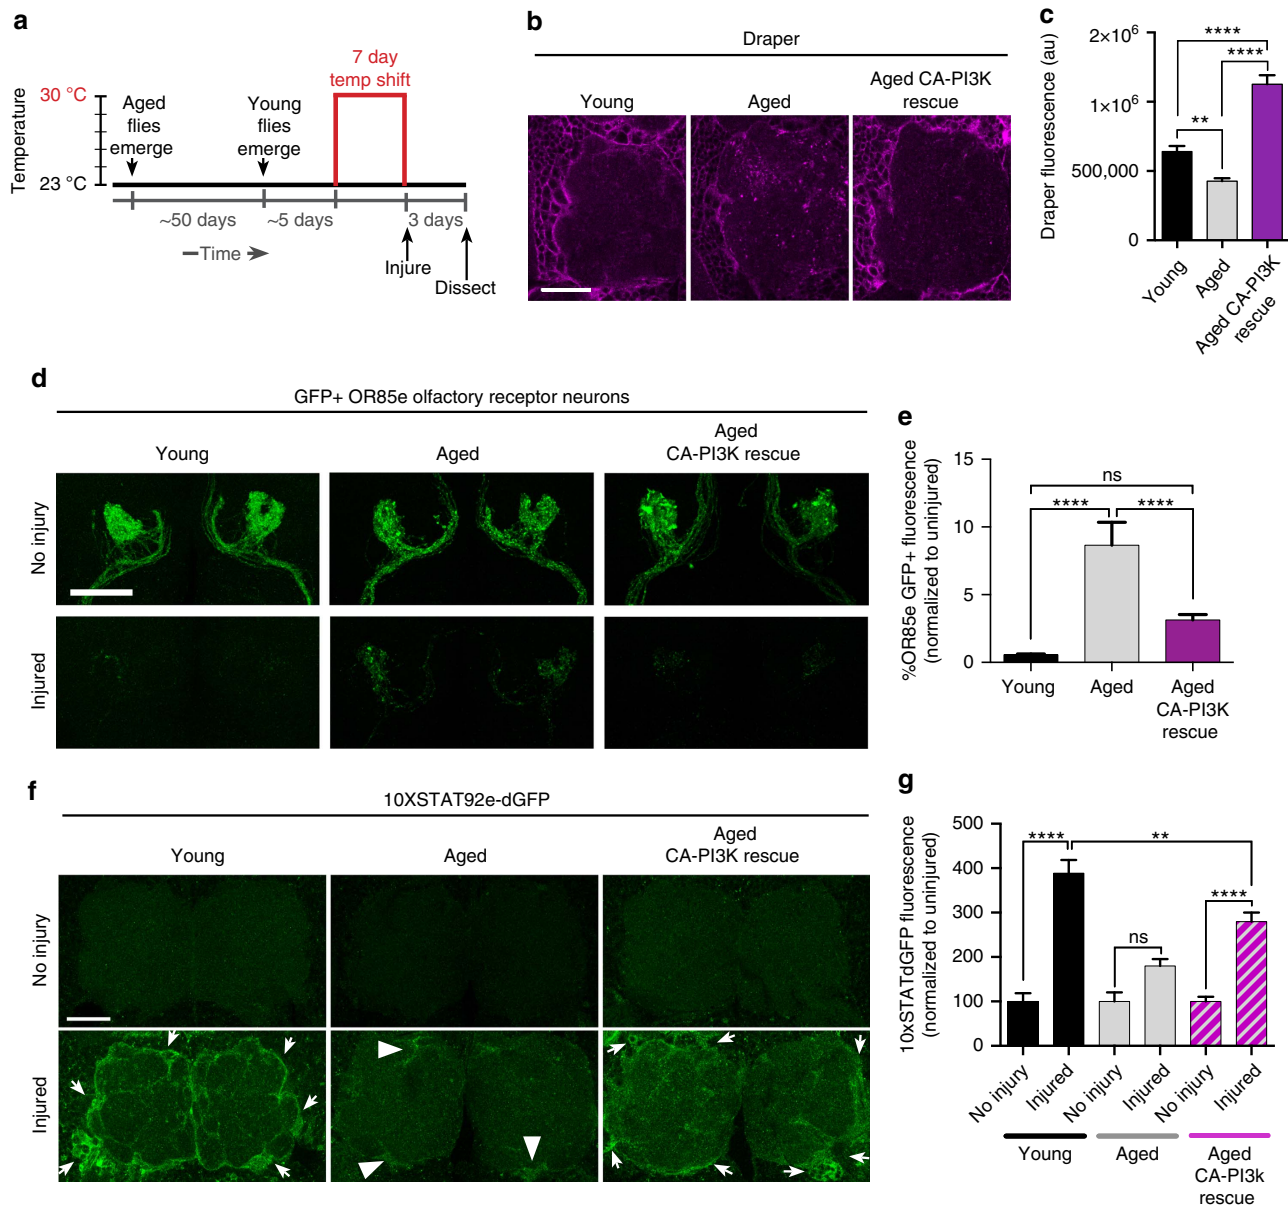 a
7 day
temp shift
Temperature
30 °C
23 °C
Aged
flies
emerge
Young
flies
emerge
~50 days
~5 days
3 days
Time
Injure
Dissect
b
Draper
Young
Aged
Aged CA-PI3K
rescue
c
Draper fluorescence (au)
2×10⁶
1×10⁶
500,000
0
****
****
**
Young
Aged
Aged CA-PI3K
rescue
d
GFP+ OR85e olfactory receptor neurons
Young
Aged
Aged
CA-PI3K rescue
No injury
Injured
e
%OR85e GFP+ fluorescence
(normalized to uninjured)
15
10
5
0
ns
****
****
Young
Aged
Aged
CA-PI3K
rescue
f
10XSTAT92e-dGFP
Young
Aged
Aged
CA-PI3K rescue
No injury
Injured
g
10xSTATdGFP fluorescence
(normalized to uninjured)
500
400
300
200
100
0
****
**
ns
****
No injury
Injured
No injury
Injured
No injury
Injured
Young
Aged
Aged
CA-PI3k
rescue